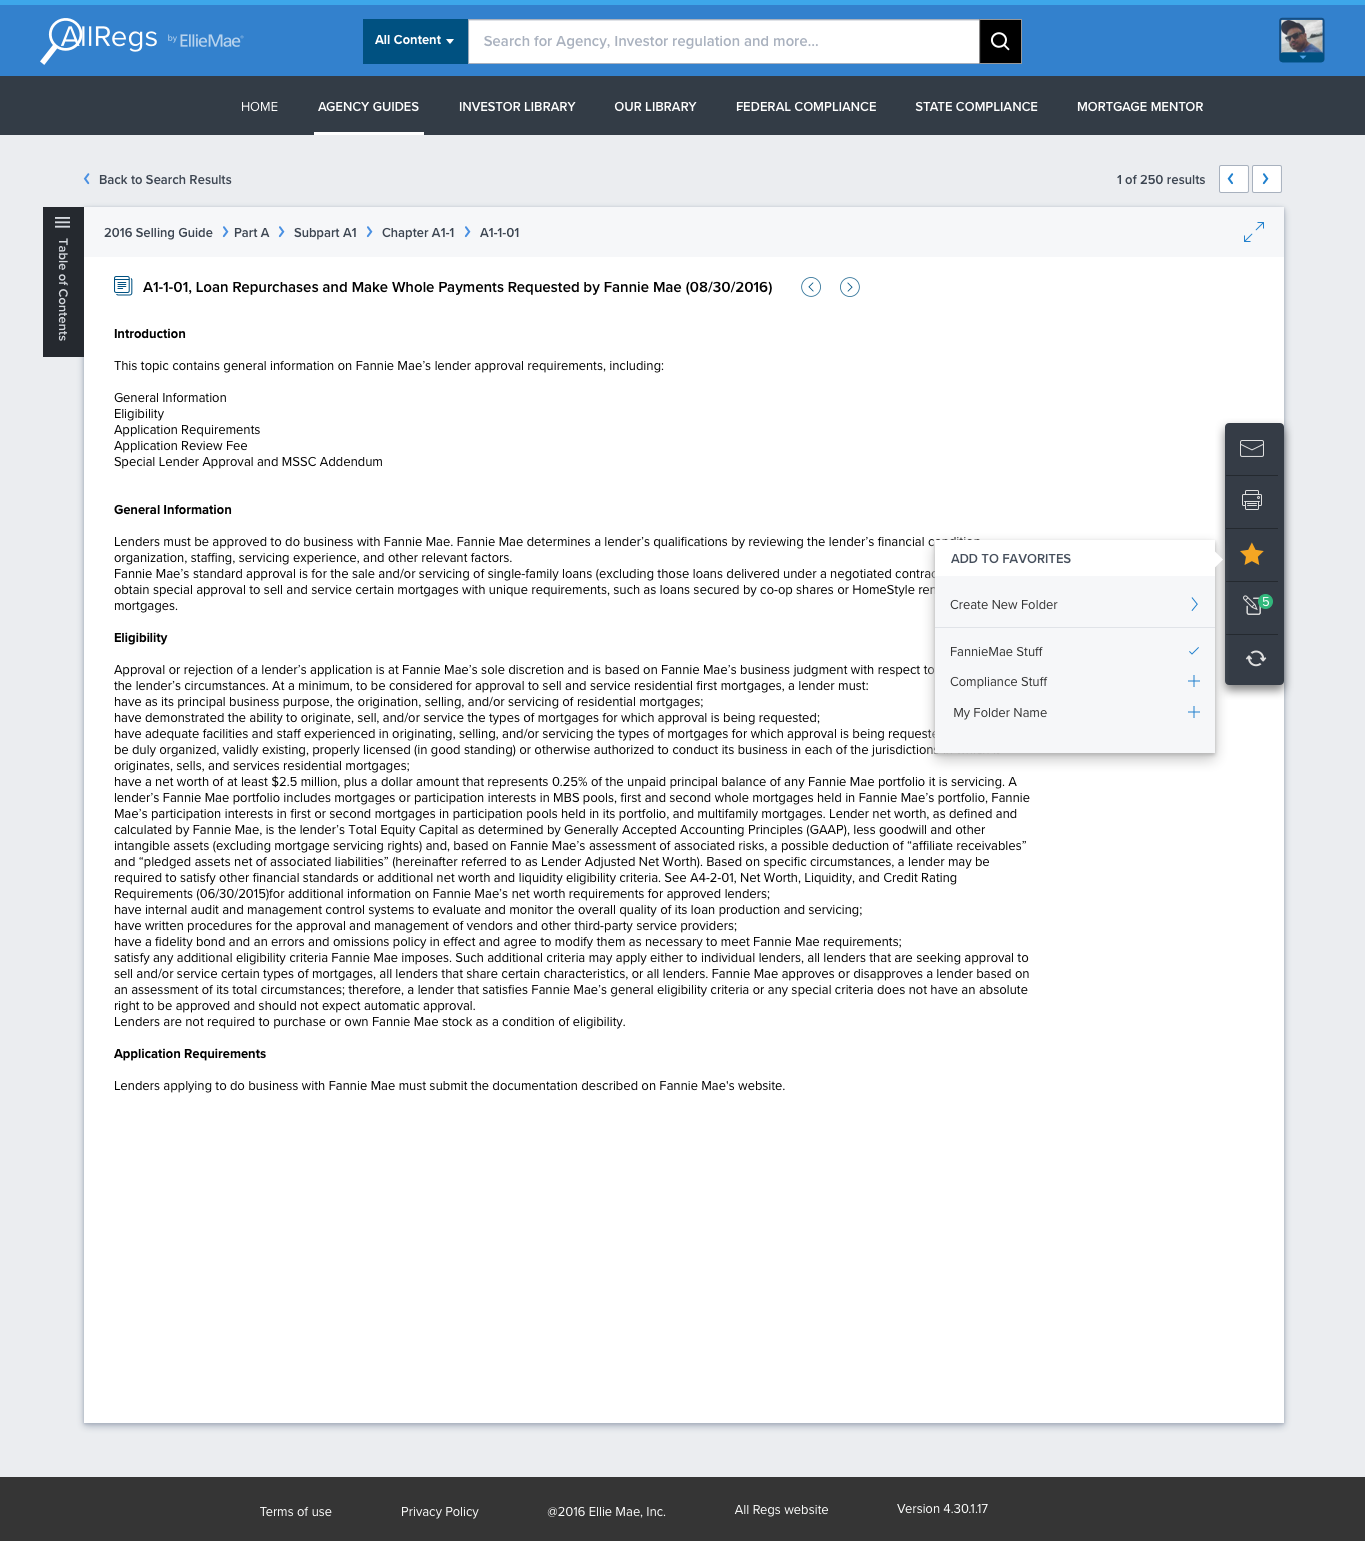 AllRegs by EllieMae
All Content
Search for Agency, Investor regulation and more...
HOME
AGENCY GUIDES
INVESTOR LIBRARY
OUR LIBRARY
FEDERAL COMPLIANCE
STATE COMPLIANCE
MORTGAGE MENTOR
Back to Search Results
1 of 250 results
Table of Contents
2016 Selling Guide
Part A
Subpart A1
Chapter A1-1
A1-1-01
A1-1-01, Loan Repurchases and Make Whole Payments Requested by Fannie Mae (08/30/2016)
Introduction
This topic contains general information on Fannie Mae’s lender approval requirements, including:
General Information
Eligibility
Application Requirements
Application Review Fee
Special Lender Approval and MSSC Addendum
General Information
Lenders must be approved to do business with Fannie Mae. Fannie Mae determines a lender’s qualifications by reviewing the lender’s financial condition,
organization, staffing, servicing experience, and other relevant factors.
Fannie Mae’s standard approval is for the sale and/or servicing of single-family loans (excluding those loans delivered under a negotiated
obtain special approval to sell and service certain mortgages with unique requirements, such as loans secured by co-op shares or HomeStyle
mortgages.
Eligibility
Approval or rejection of a lender’s application is at Fannie Mae’s sole discretion and is based on Fannie Mae’s business judgment with respect to
the lender’s circumstances. At a minimum, to be considered for approval to sell and service residential first mortgages, a lender must:
have as its principal business purpose, the origination, selling, and/or servicing of residential mortgages;
have demonstrated the ability to originate, sell, and/or service the types of mortgages for which approval is being requested;
have adequate facilities and staff experienced in originating, selling, and/or servicing the types of mortgages for which approval is being
be duly organized, validly existing, properly licensed (in good standing) or otherwise authorized to conduct its business in each of the
originates, sells, and services residential mortgages;
have a net worth of at least $2.5 million, plus a dollar amount that represents 0.25% of the unpaid principal balance of any Fannie Mae portfolio it is servicing. A
lender’s Fannie Mae portfolio includes mortgages or participation interests in MBS pools, first and second whole mortgages held in Fannie Mae’s portfolio, Fannie
Mae’s participation interests in first or second mortgages in participation pools held in its portfolio, and multifamily mortgages. Lender net worth, as defined and
calculated by Fannie Mae, is the lender’s Total Equity Capital as determined by Generally Accepted Accounting Principles (GAAP), less goodwill and other
intangible assets (excluding mortgage servicing rights) and, based on Fannie Mae’s assessment of associated risks, a possible deduction of “affiliate receivables”
and “pledged assets net of associated liabilities” (hereinafter referred to as Lender Adjusted Net Worth). Based on specific circumstances, a lender may be
required to satisfy other financial standards or additional net worth and liquidity eligibility criteria. See A4-2-01, Net Worth, Liquidity, and Credit Rating
Requirements (06/30/2015)for additional information on Fannie Mae’s net worth requirements for approved lenders;
have internal audit and management control systems to evaluate and monitor the overall quality of its loan production and servicing;
have written procedures for the approval and management of vendors and other third-party service providers;
have a fidelity bond and an errors and omissions policy in effect and agree to modify them as necessary to meet Fannie Mae requirements;
satisfy any additional eligibility criteria Fannie Mae imposes. Such additional criteria may apply either to individual lenders, all lenders that are seeking approval to
sell and/or service certain types of mortgages, all lenders that share certain characteristics, or all lenders. Fannie Mae approves or disapproves a lender based on
an assessment of its total circumstances; therefore, a lender that satisfies Fannie Mae’s general eligibility criteria or any special criteria does not have an absolute
right to be approved and should not expect automatic approval.
Lenders are not required to purchase or own Fannie Mae stock as a condition of eligibility.
Application Requirements
Lenders applying to do business with Fannie Mae must submit the documentation described on Fannie Mae's website.
ADD TO FAVORITES
Create New Folder
FannieMae Stuff
Compliance Stuff
My Folder Name
5
Terms of use
Privacy Policy
@2016 Ellie Mae, Inc.
All Regs website
Version 4.30.1.17